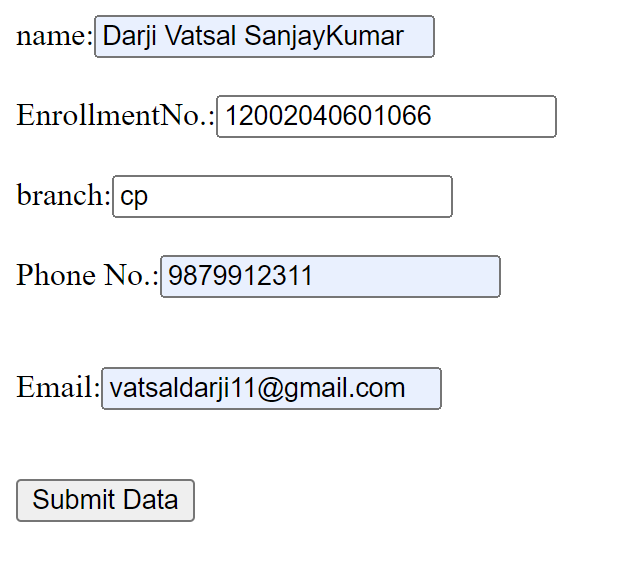 name: Darji Vatsal SanjayKumar
EnrollmentNo.: 12002040601066
branch: cp
Phone No.: 9879912311
Email: vatsaldarji11@gmail.com
Submit Data